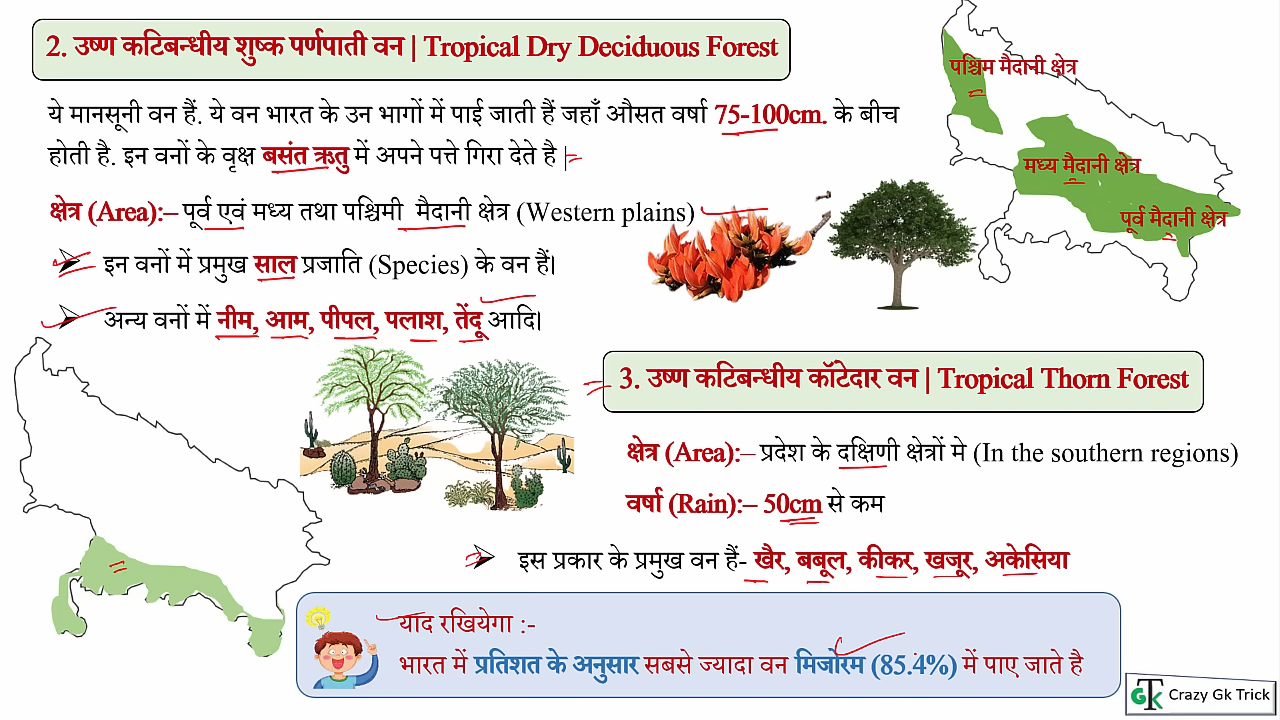 2. उष्ण कटिबन्धीय शुष्क पर्णपाती वन | Tropical Dry Deciduous Forest
ये मानसूनी वन हैं. ये वन भारत के उन भागों में पाई जाती हैं जहाँ औसत वर्षा 75-100cm. के बीच
होती है. इन वनों के वृक्ष बसंत ऋतु में अपने पत्ते गिरा देते है |
क्षेत्र (Area):– पूर्व एवं मध्य तथा पश्चिमी मैदानी क्षेत्र (Western plains)
इन वनों में प्रमुख साल प्रजाति (Species) के वन हैं।
अन्य वनों में नीम, आम, पीपल, पलाश, तेंदू आदि।
पश्चिम मैदानी क्षेत्र
मध्य मैदानी क्षेत्र
पूर्व मैदानी क्षेत्र
3. उष्ण कटिबन्धीय काँटेदार वन | Tropical Thorn Forest
क्षेत्र (Area):– प्रदेश के दक्षिणी क्षेत्रों मे (In the southern regions)
वर्षा (Rain):– 50cm से कम
इस प्रकार के प्रमुख वन हैं- खैर, बबूल, कीकर, खजूर, अकेसिया
याद रखियेगा :-
भारत में प्रतिशत के अनुसार सबसे ज्यादा वन मिजोरम (85.4%) में पाए जाते है
GTK Crazy Gk Trick